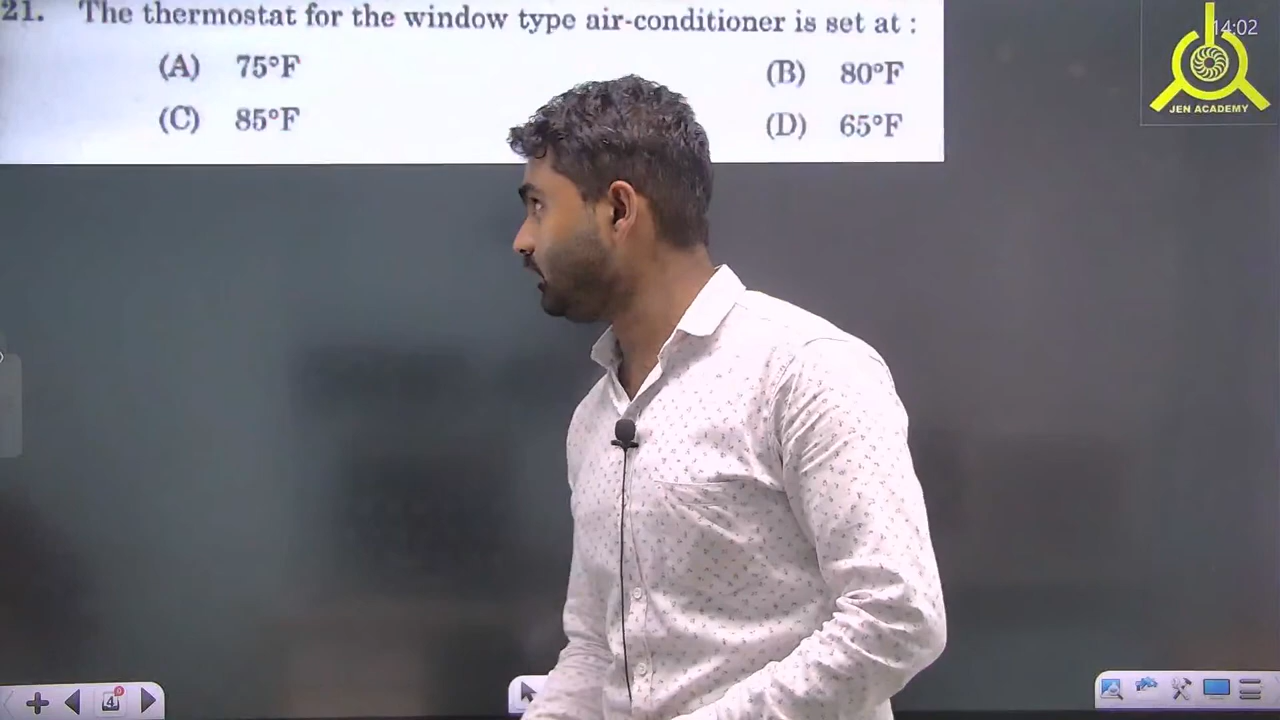 21. The thermostat for the window type air-conditioner is set at :
(A) 75°F (B) 80°F
(C) 85°F (D) 65°F
14:02
JEN ACADEMY
4
0